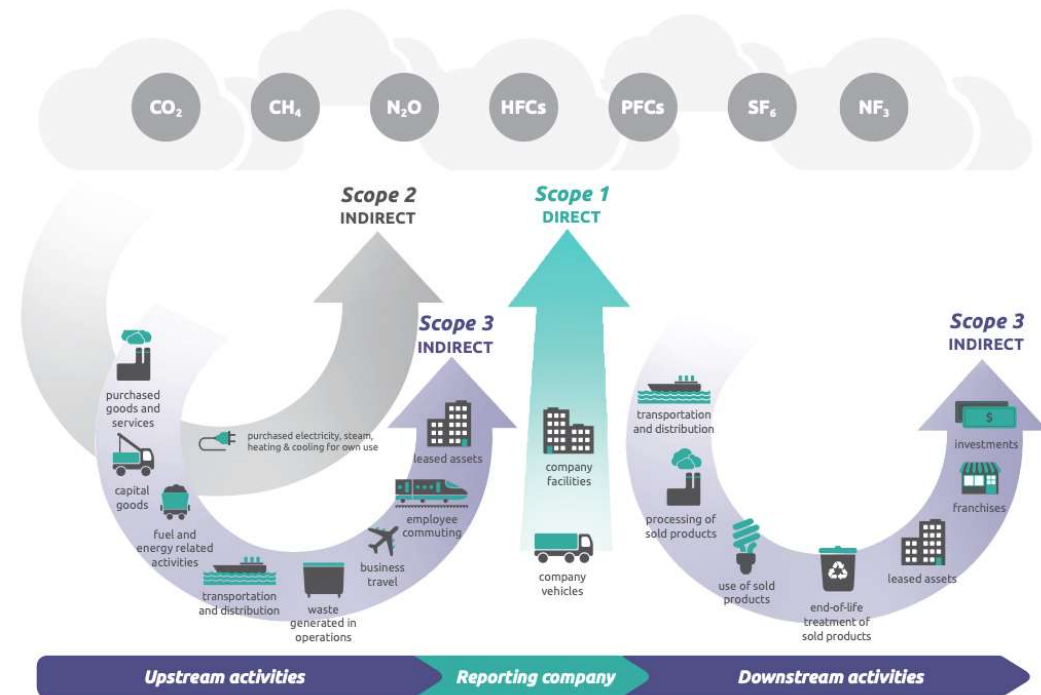 CO₂
CH₄
N₂O
HFCs
PFCs
SF₆
NF₃
Scope 2
INDIRECT
Scope 1
DIRECT
Scope 3
INDIRECT
Scope 3
INDIRECT
purchased
goods and
services
capital
goods
fuel and
energy related
activities
purchased electricity, steam,
heating & cooling for own use
transportation
and distribution
waste
generated in
operations
business
travel
employee
commuting
leased assets
company
facilities
company
vehicles
transportation
and distribution
processing of
sold products
use of sold
products
end-of-life
treatment of
sold products
leased assets
franchises
$
investments
Upstream activities
Reporting company
Downstream activities